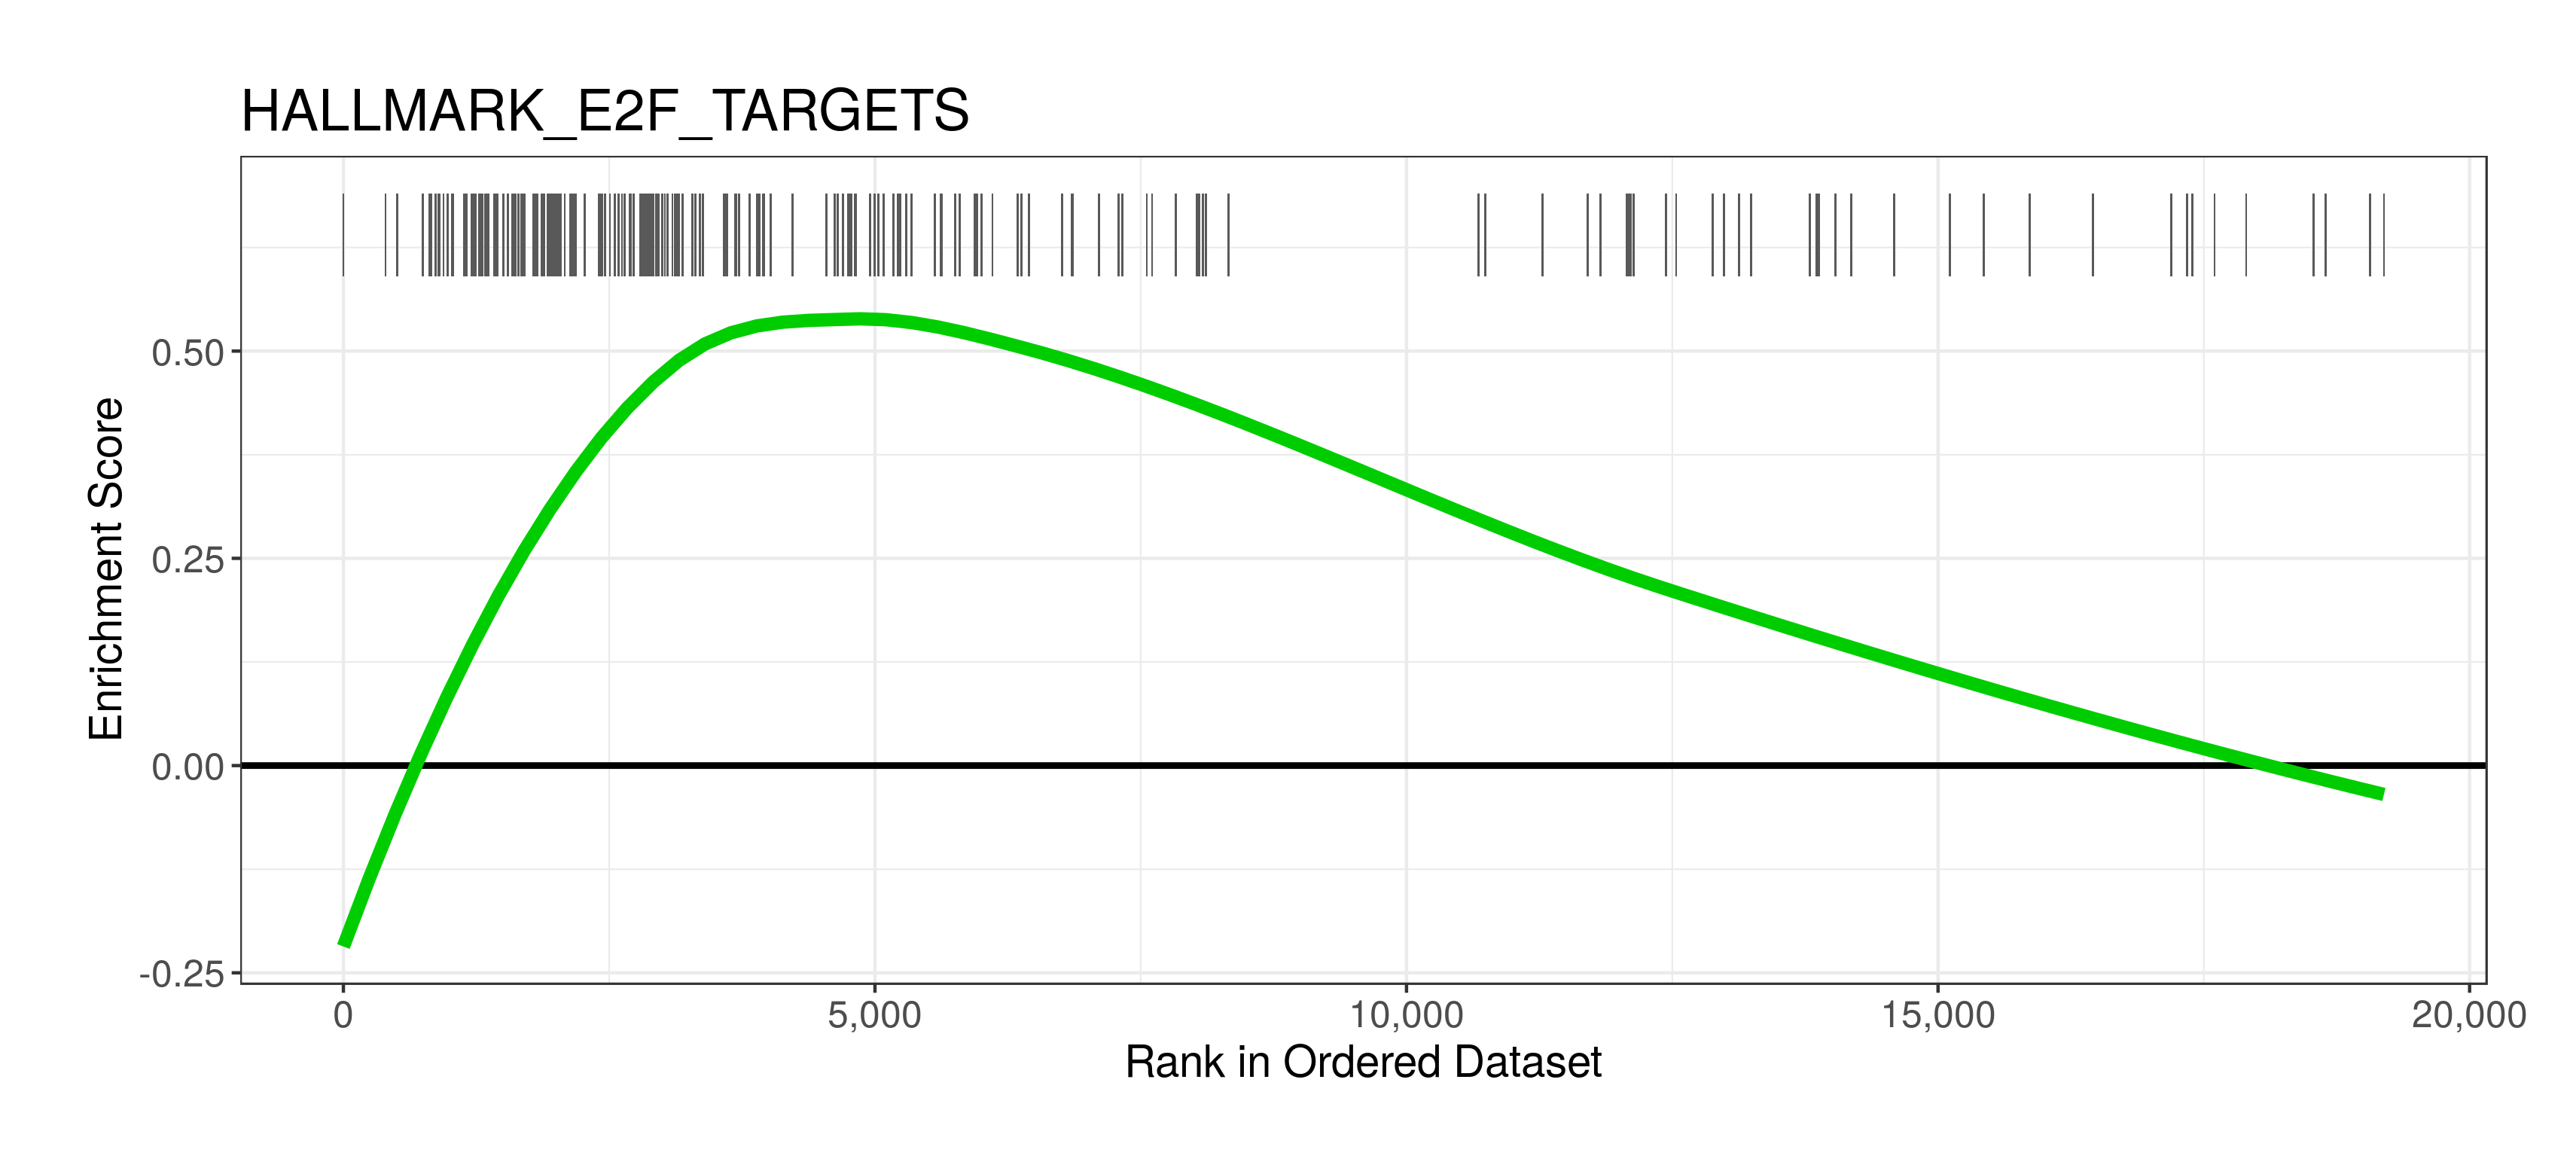 HALLMARK_E2F_TARGETS
Enrichment Score
0.50
0.25
0.00
-0.25
0 5,000 10,000 15,000 20,000
Rank in Ordered Dataset